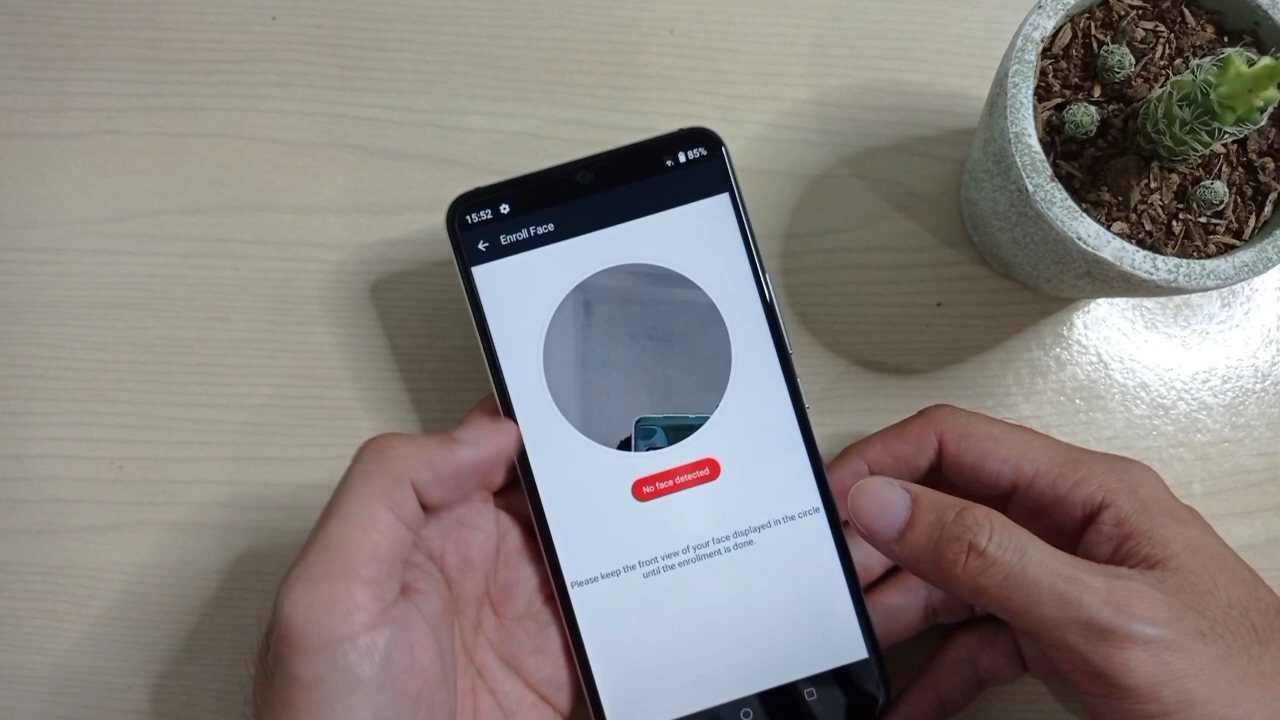 15:52 85%
Enroll Face
No face detected
Please keep the front view of your face displayed in the circle
until the enrollment is done.